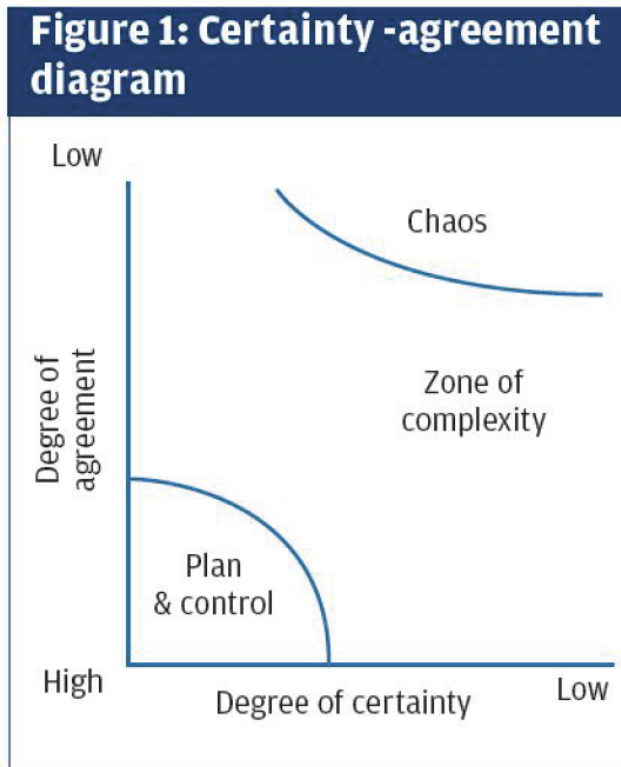 Figure 1: Certainty -agreement
diagram
Low
Chaos
Degree of
agreement
Zone of
complexity
Plan
& control
High
Degree of certainty
Low